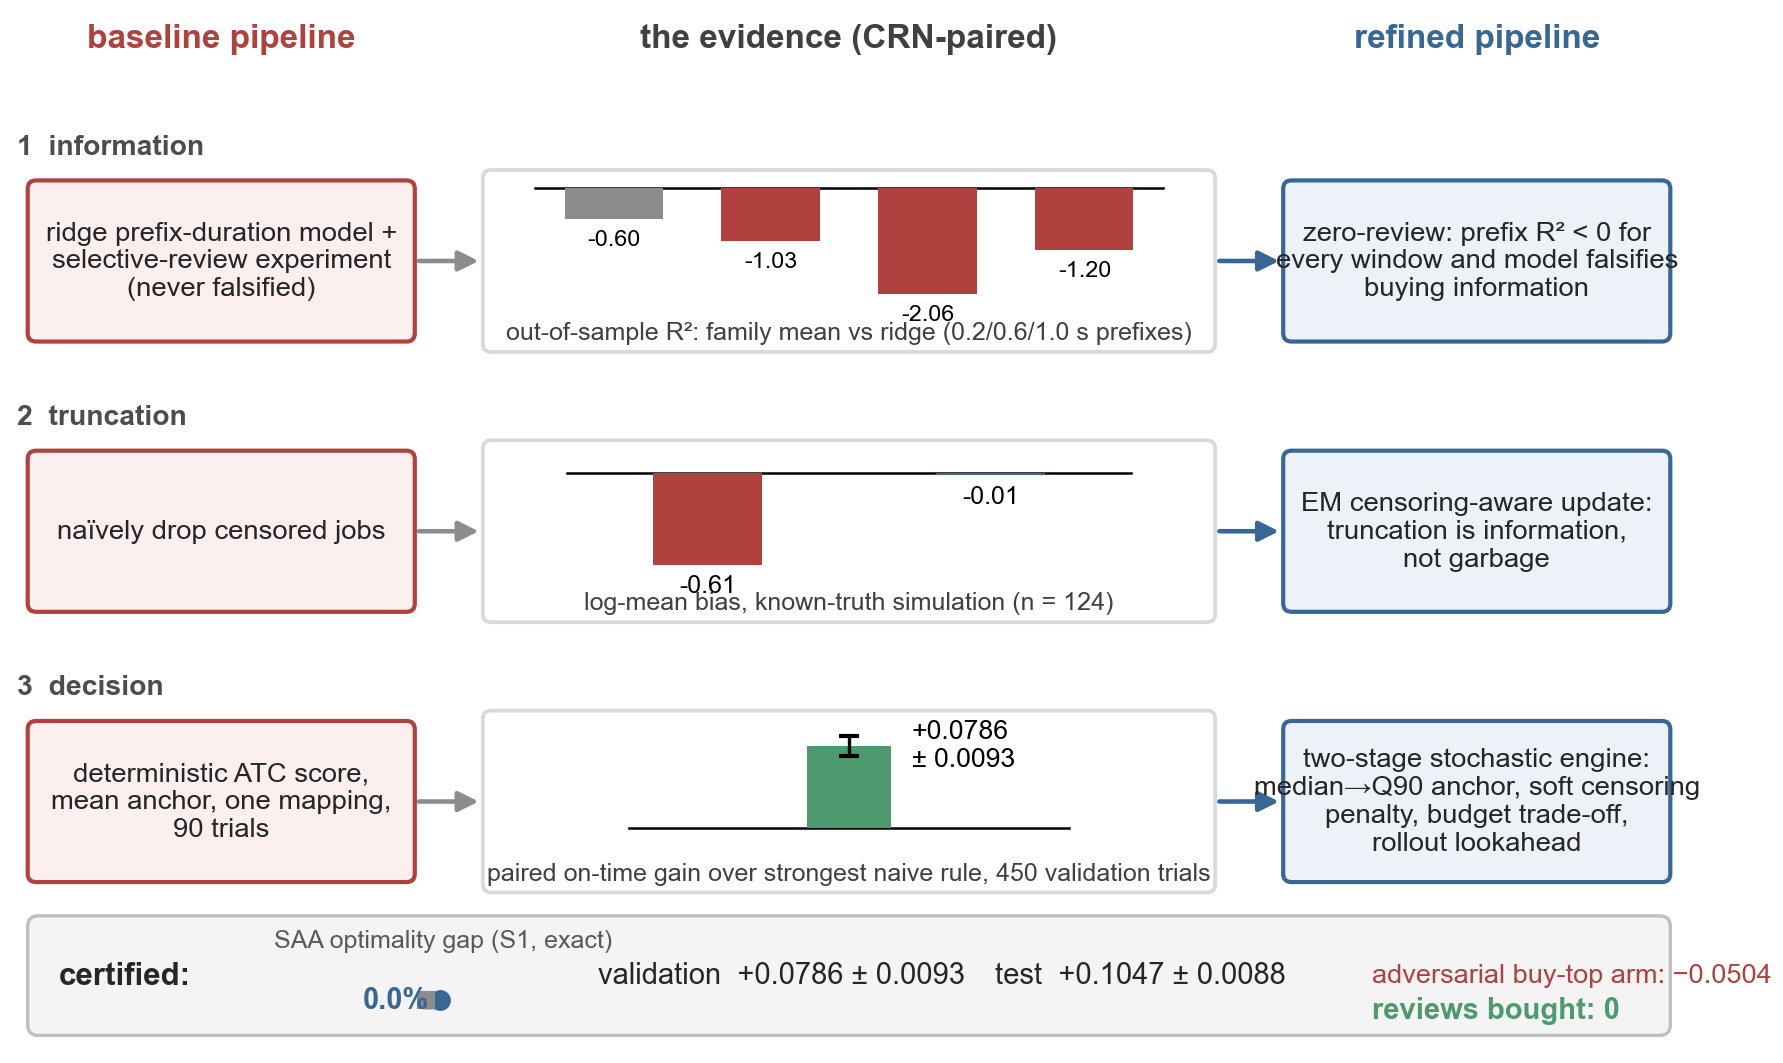 baseline pipeline
the evidence (CRN-paired)
refined pipeline
1 information
ridge prefix-duration model +
selective-review experiment
(never falsified)
-0.60
-1.03
-2.06
-1.20
out-of-sample R²: family mean vs ridge (0.2/0.6/1.0 s prefixes)
zero-review: prefix R² < 0 for
every window and model falsifies
buying information
2 truncation
naïvely drop censored jobs
-0.61
-0.01
log-mean bias, known-truth simulation (n = 124)
EM censoring-aware update:
truncation is information,
not garbage
3 decision
deterministic ATC score,
mean anchor, one mapping,
90 trials
+0.0786
± 0.0093
paired on-time gain over strongest naive rule, 450 validation trials
two-stage stochastic engine:
median→Q90 anchor, soft censoring
penalty, budget trade-off,
rollout lookahead
certified:
SAA optimality gap (S1, exact)
0.0%
validation +0.0786 ± 0.0093 test +0.1047 ± 0.0088
adversarial buy-top arm: −0.0504
reviews bought: 0